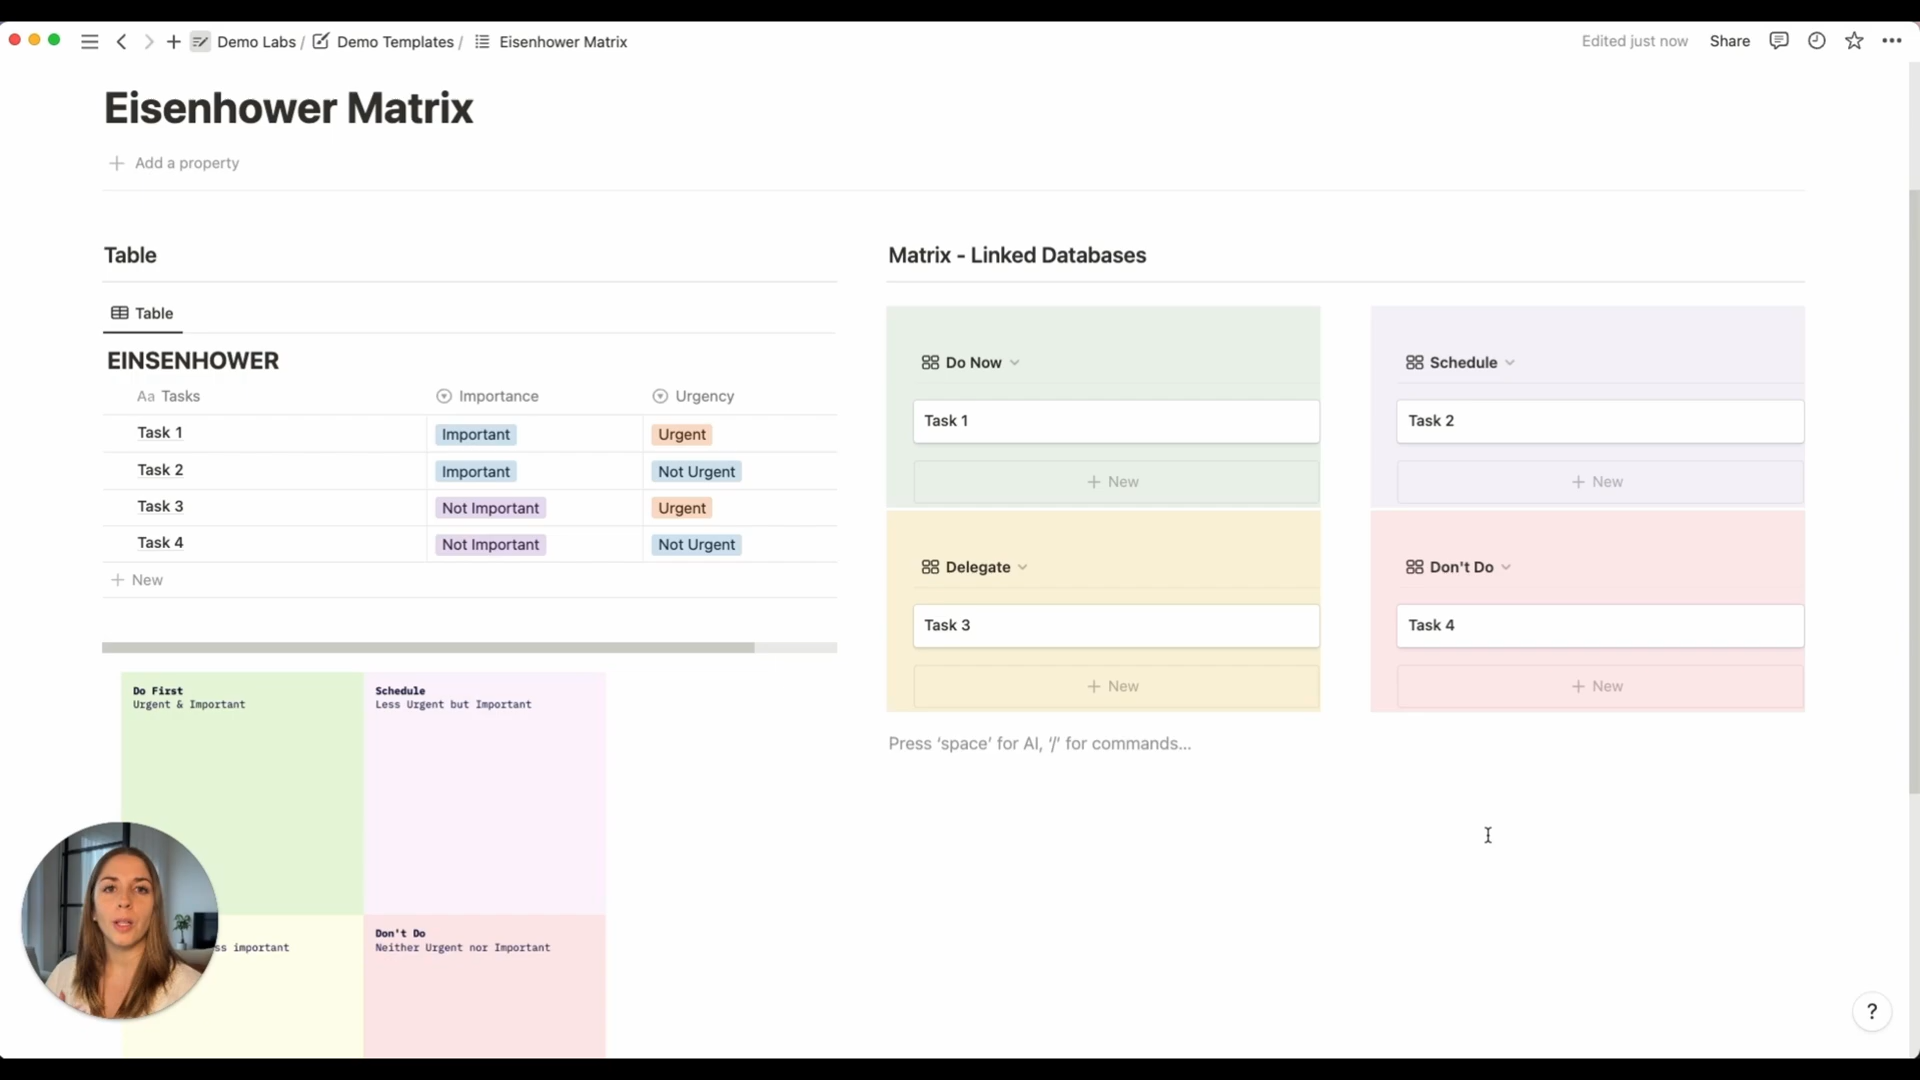 Demo Labs / Demo Templates / Eisenhower Matrix
Edited just now Share
Eisenhower Matrix
Add a property
Table
Table
EINSENHOWER
Aa Tasks Importance Urgency
Task 1 Important Urgent
Task 2 Important Not Urgent
Task 3 Not Important Urgent
Task 4 Not Important Not Urgent
+ New
Do First
Urgent & Important
Schedule
Less Urgent but Important
ss important
Don't Do
Neither Urgent nor Important
Matrix - Linked Databases
Do Now
Task 1
+ New
Schedule
Task 2
+ New
Delegate
Task 3
+ New
Don't Do
Task 4
+ New
Press ‘space’ for AI, ‘/’ for commands...
?